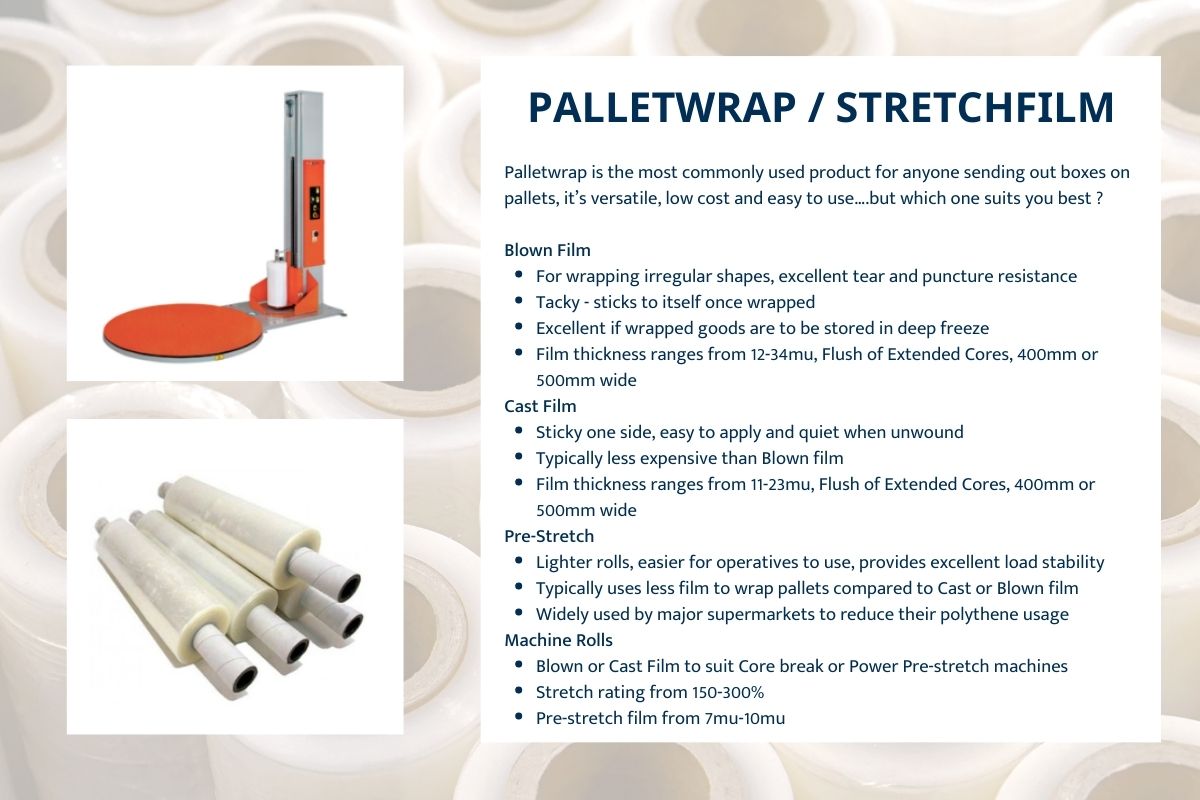 PALLETWRAP / STRETCHFILM
Palletwrap is the most commonly used product for anyone sending out boxes on
pallets, it's versatile, low cost and easy to use....but which one suits you best ?
Blown Film
• For wrapping irregular shapes, excellent tear and puncture resistance
• Tacky - sticks to itself once wrapped
• Excellent if wrapped goods are to be stored in deep freeze
• Film thickness ranges from 12-34mu, Flush of Extended Cores, 400mm or
500mm wide
Cast Film
• Sticky one side, easy to apply and quiet when unwound
• Typically less expensive than Blown film
• Film thickness ranges from 11-23mu, Flush of Extended Cores, 400mm or
500mm wide
Pre-Stretch
• Lighter rolls, easier for operatives to use, provides excellent load stability
• Typically uses less film to wrap pallets compared to Cast or Blown film
• Widely used by major supermarkets to reduce their polythene usage
Machine Rolls
• Blown or Cast Film to suit Core break or Power Pre-stretch machines
• Stretch rating from 150-300%
• Pre-stretch film from 7mu-10mu